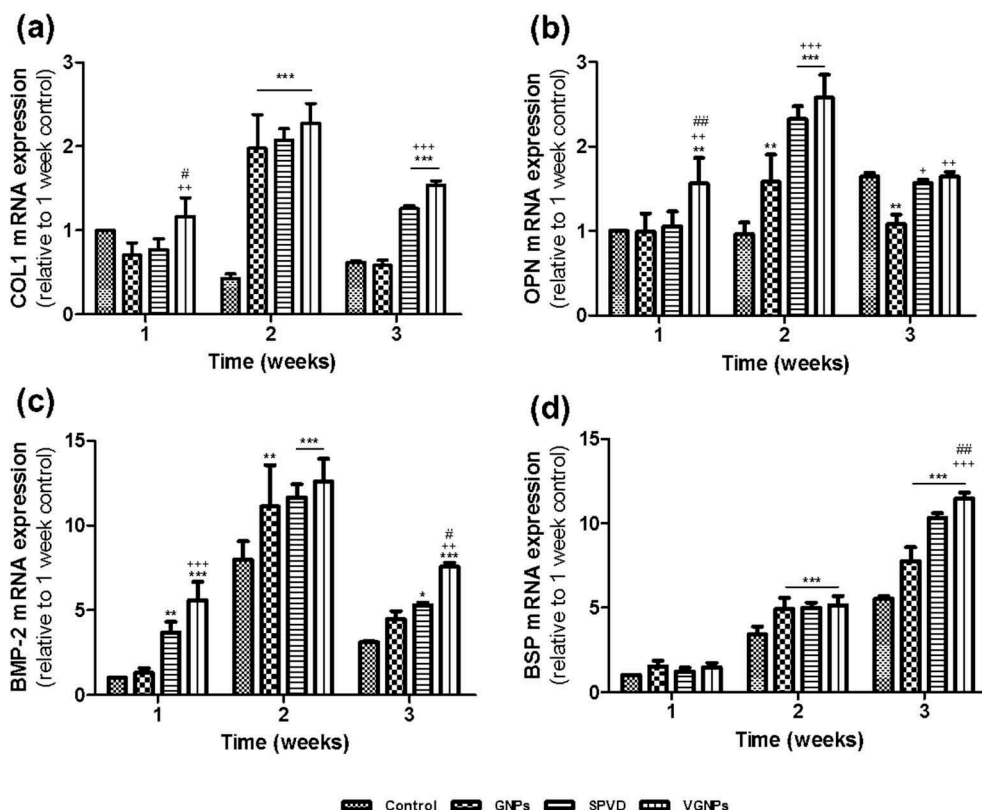 (a)
COL1 mRNA expression
(relative to 1 week control)
3
2
1
0
#
++
***
+++
***
1 2 3
Time (weeks)
(b)
OPN mRNA expression
(relative to 1 week control)
3
2
1
0
##
++
**
**
+++
***
**
+
++
1 2 3
Time (weeks)
(c)
BMP-2 mRNA expression
(relative to 1 week control)
15
10
5
0
**
+++
***
**
***
*
#
++
***
1 2 3
Time (weeks)
(d)
BSP mRNA expression
(relative to 1 week control)
15
10
5
0
***
***
##
+++
1 2 3
Time (weeks)
Control GNPs SPVD VGNPs